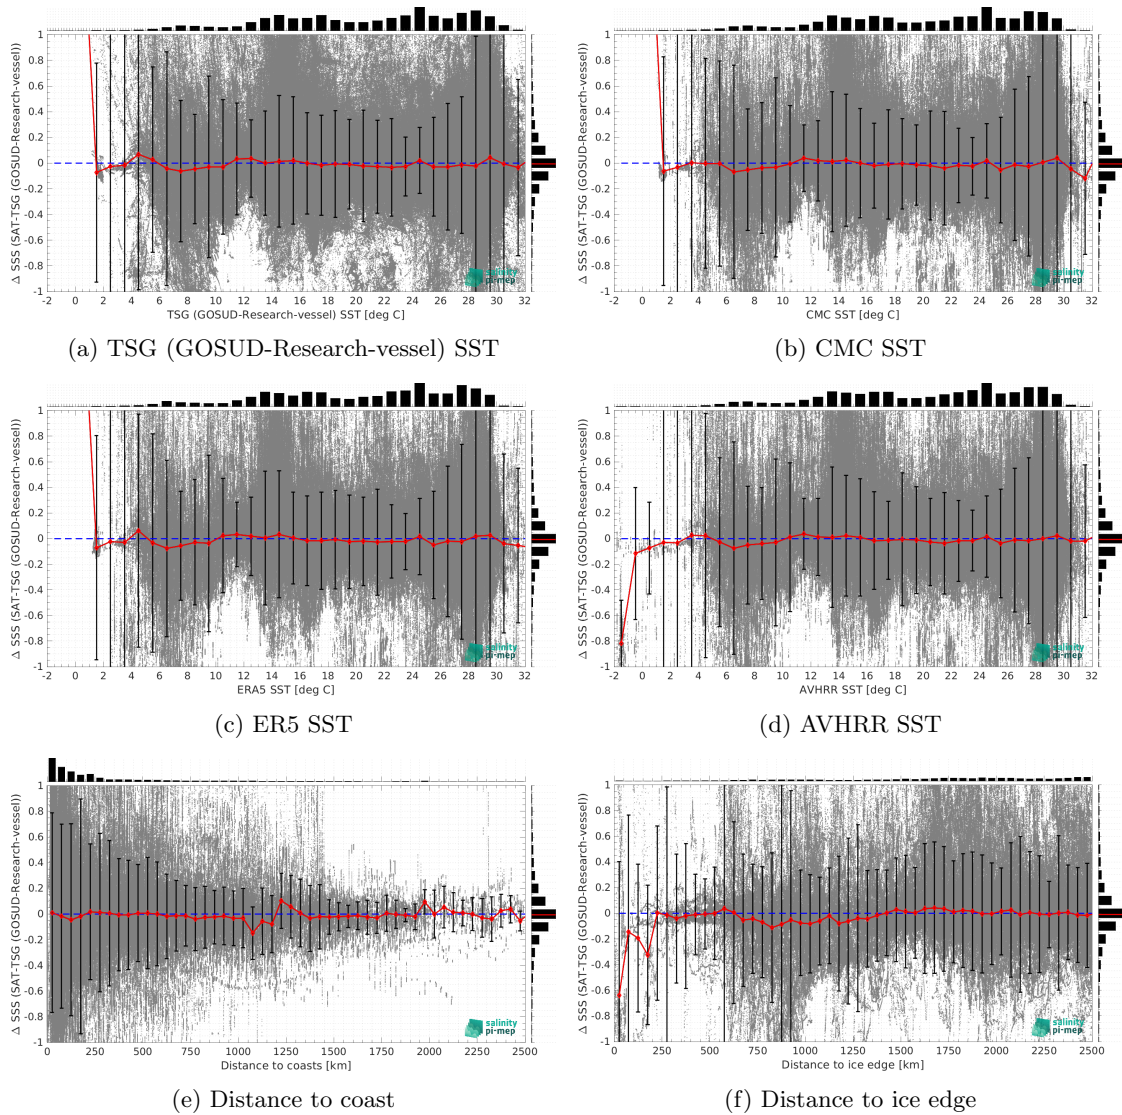 Δ SSS (SAT-TSG (GOSUD-Research-vessel))
1
0.8
0.6
0.4
0.2
0
-0.2
-0.4
-0.6
-0.8
-1
-2 0 2 4 6 8 10 12 14 16 18 20 22 24 26 28 30 32
TSG (GOSUD-Research-vessel) SST [deg C]
salinity
pi-mep
(a) TSG (GOSUD-Research-vessel) SST
Δ SSS (SAT-TSG (GOSUD-Research-vessel))
1
0.8
0.6
0.4
0.2
0
-0.2
-0.4
-0.6
-0.8
-1
-2 0 2 4 6 8 10 12 14 16 18 20 22 24 26 28 30 32
CMC SST [deg C]
salinity
pi-mep
(b) CMC SST
Δ SSS (SAT-TSG (GOSUD-Research-vessel))
1
0.8
0.6
0.4
0.2
0
-0.2
-0.4
-0.6
-0.8
-1
-2 0 2 4 6 8 10 12 14 16 18 20 22 24 26 28 30 32
ERA5 SST [deg C]
salinity
pi-mep
(c) ER5 SST
Δ SSS (SAT-TSG (GOSUD-Research-vessel))
1
0.8
0.6
0.4
0.2
0
-0.2
-0.4
-0.6
-0.8
-1
-2 0 2 4 6 8 10 12 14 16 18 20 22 24 26 28 30 32
AVHRR SST [deg C]
salinity
pi-mep
(d) AVHRR SST
Δ SSS (SAT-TSG (GOSUD-Research-vessel))
1
0.8
0.6
0.4
0.2
0
-0.2
-0.4
-0.6
-0.8
-1
0 250 500 750 1000 1250 1500 1750 2000 2250 2500
Distance to coasts [km]
salinity
pi-mep
(e) Distance to coast
Δ SSS (SAT-TSG (GOSUD-Research-vessel))
1
0.8
0.6
0.4
0.2
0
-0.2
-0.4
-0.6
-0.8
-1
0 250 500 750 1000 1250 1500 1750 2000 2250 2500
Distance to ice edge [km]
salinity
pi-mep
(f) Distance to ice edge